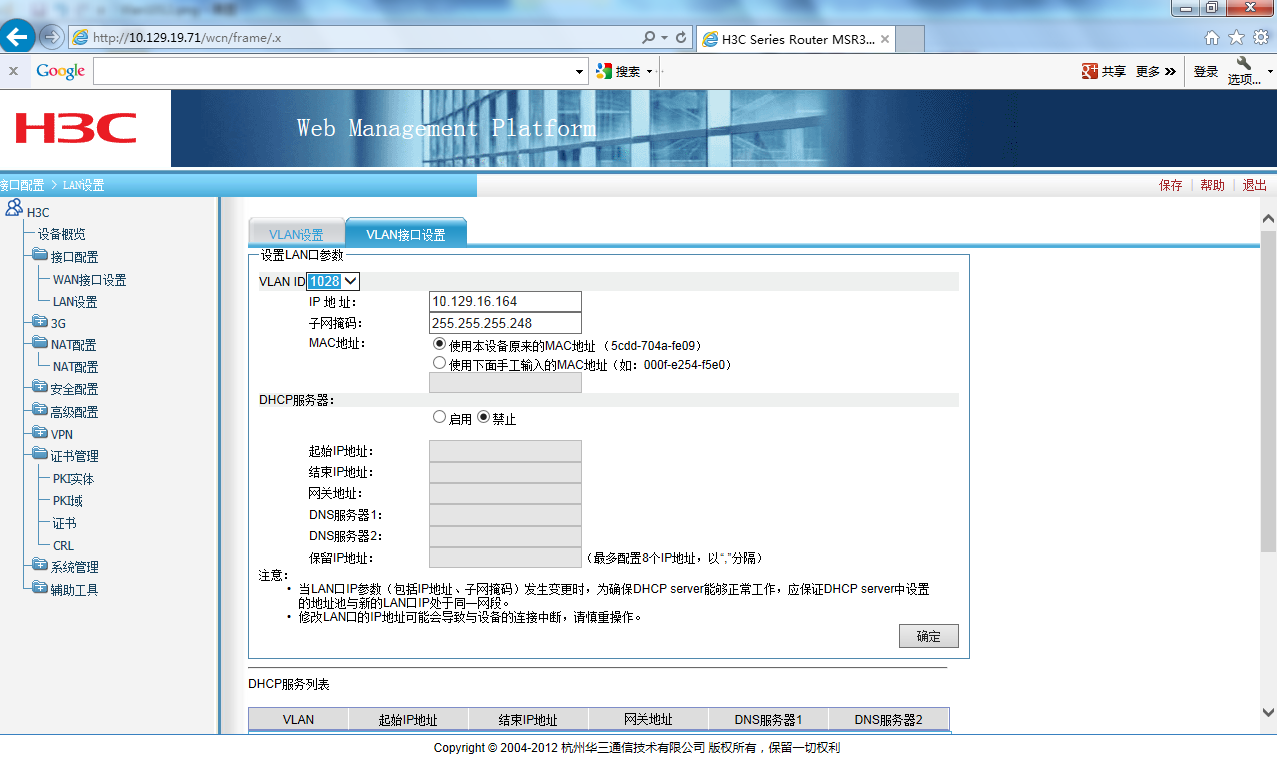 http://10.129.19.71/wcn/frame/.x
H3C Series Router MSR3...
x Google 搜索 共享 更多 » 登录 选项...
H3C Web Management Platform
接口配置 > LAN设置 保存 | 帮助 | 退出
H3C
设备概览
接口配置
WAN接口设置
LAN设置
3G
NAT配置
NAT配置
安全配置
高级配置
VPN
证书管理
PKI实体
PKI域
证书
CRL
系统管理
辅助工具
VLAN设置 VLAN接口设置
设置LAN口参数
VLAN ID 1028
IP 地 址: 10.129.16.164
子网掩码: 255.255.255.248
MAC地址: 使用本设备原来的MAC地址（5cdd-704a-fe09）
使用下面手工输入的MAC地址（如：000f-e254-f5e0）
DHCP服务器:
启用 禁止
起始IP地址:
结束IP地址:
网关地址:
DNS服务器1:
DNS服务器2:
保留IP地址: （最多配置8个IP地址，以“,”分隔）
注意:
• 当LAN口IP参数（包括IP地址、子网掩码）发生变更时，为确保DHCP server能够正常工作，应保证DHCP server中设置
的地址池与新的LAN口IP处于同一网段。
• 修改LAN口的IP地址可能会导致与设备的连接中断，请慎重操作。
确定
DHCP服务列表
VLAN 起始IP地址 结束IP地址 网关地址 DNS服务器1 DNS服务器2
Copyright © 2004-2012 杭州华三通信技术有限公司 版权所有，保留一切权利